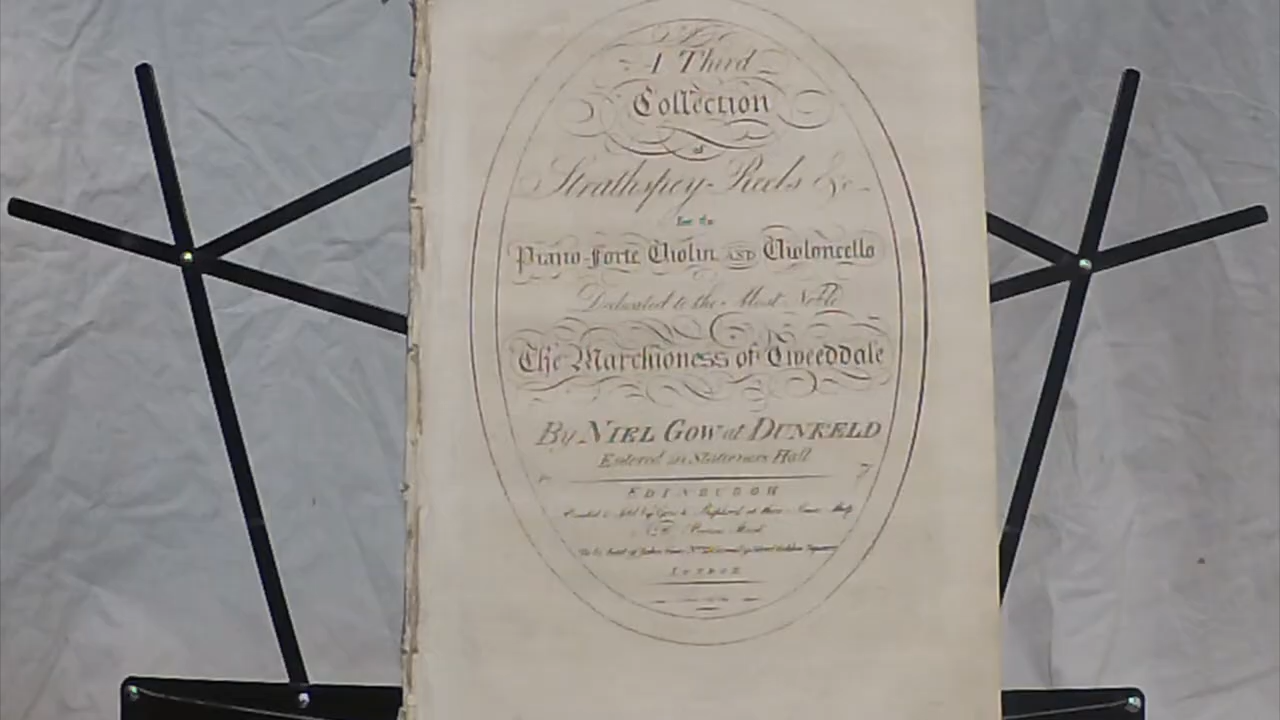 A Third
Collection
of
Strathspey Reels &c
For the
Piano-forte Violin AND Violoncello
Dedicated to the Most Noble
The Marchioness of Tweeddale
By NIEL GOW at DUNKELD
Entered in Stationers Hall
EDINBURGH
LONDON